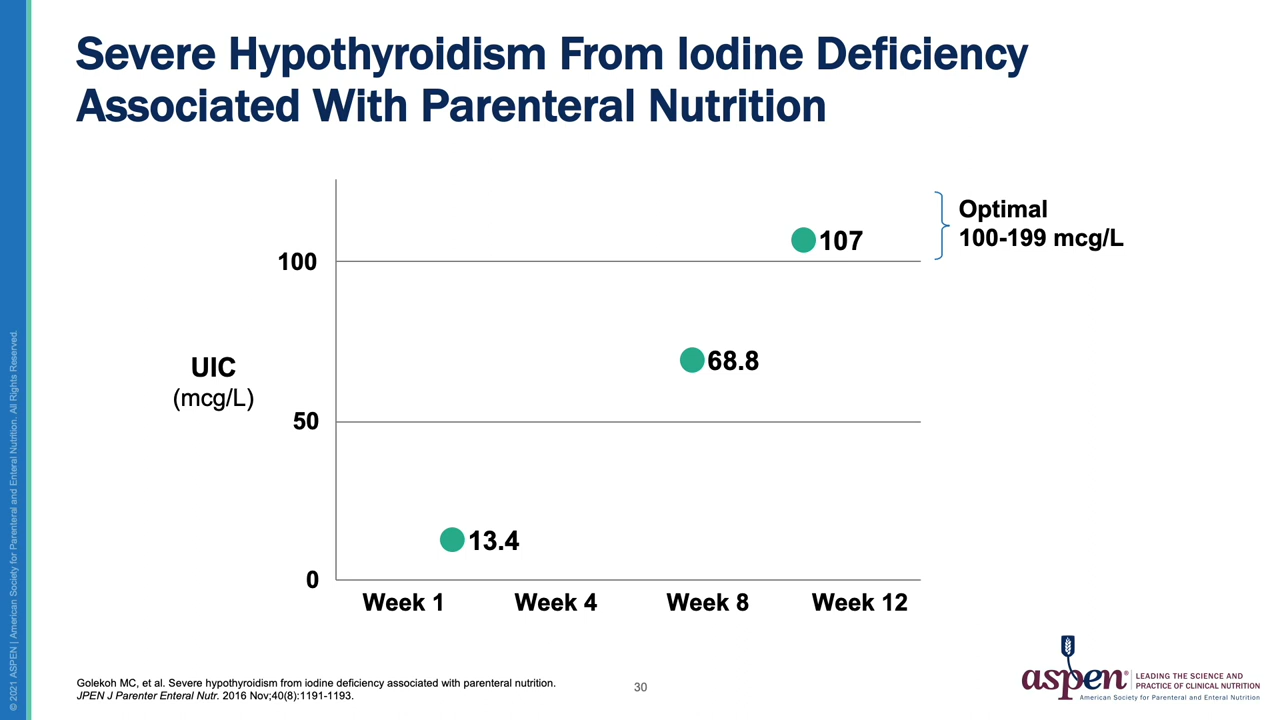 Severe Hypothyroidism From Iodine Deficiency
Associated With Parenteral Nutrition
Optimal
100-199 mcg/L
107
100
68.8
UIC
(mcg/L)
50
13.4
0
Week 1
Week 4
Week 8
Week 12
Golekoh MC, et al. Severe hypothyroidism from iodine deficiency associated with parenteral nutrition.
JPEN J Parenter Enteral Nutr. 2016 Nov;40(8):1191-1193.
30
aspen®
LEADING THE SCIENCE AND
PRACTICE OF CLINICAL NUTRITION
American Society for Parenteral and Enteral Nutrition
© 2021 ASPEN | American Society for Parenteral and Enteral Nutrition. All Rights Reserved.